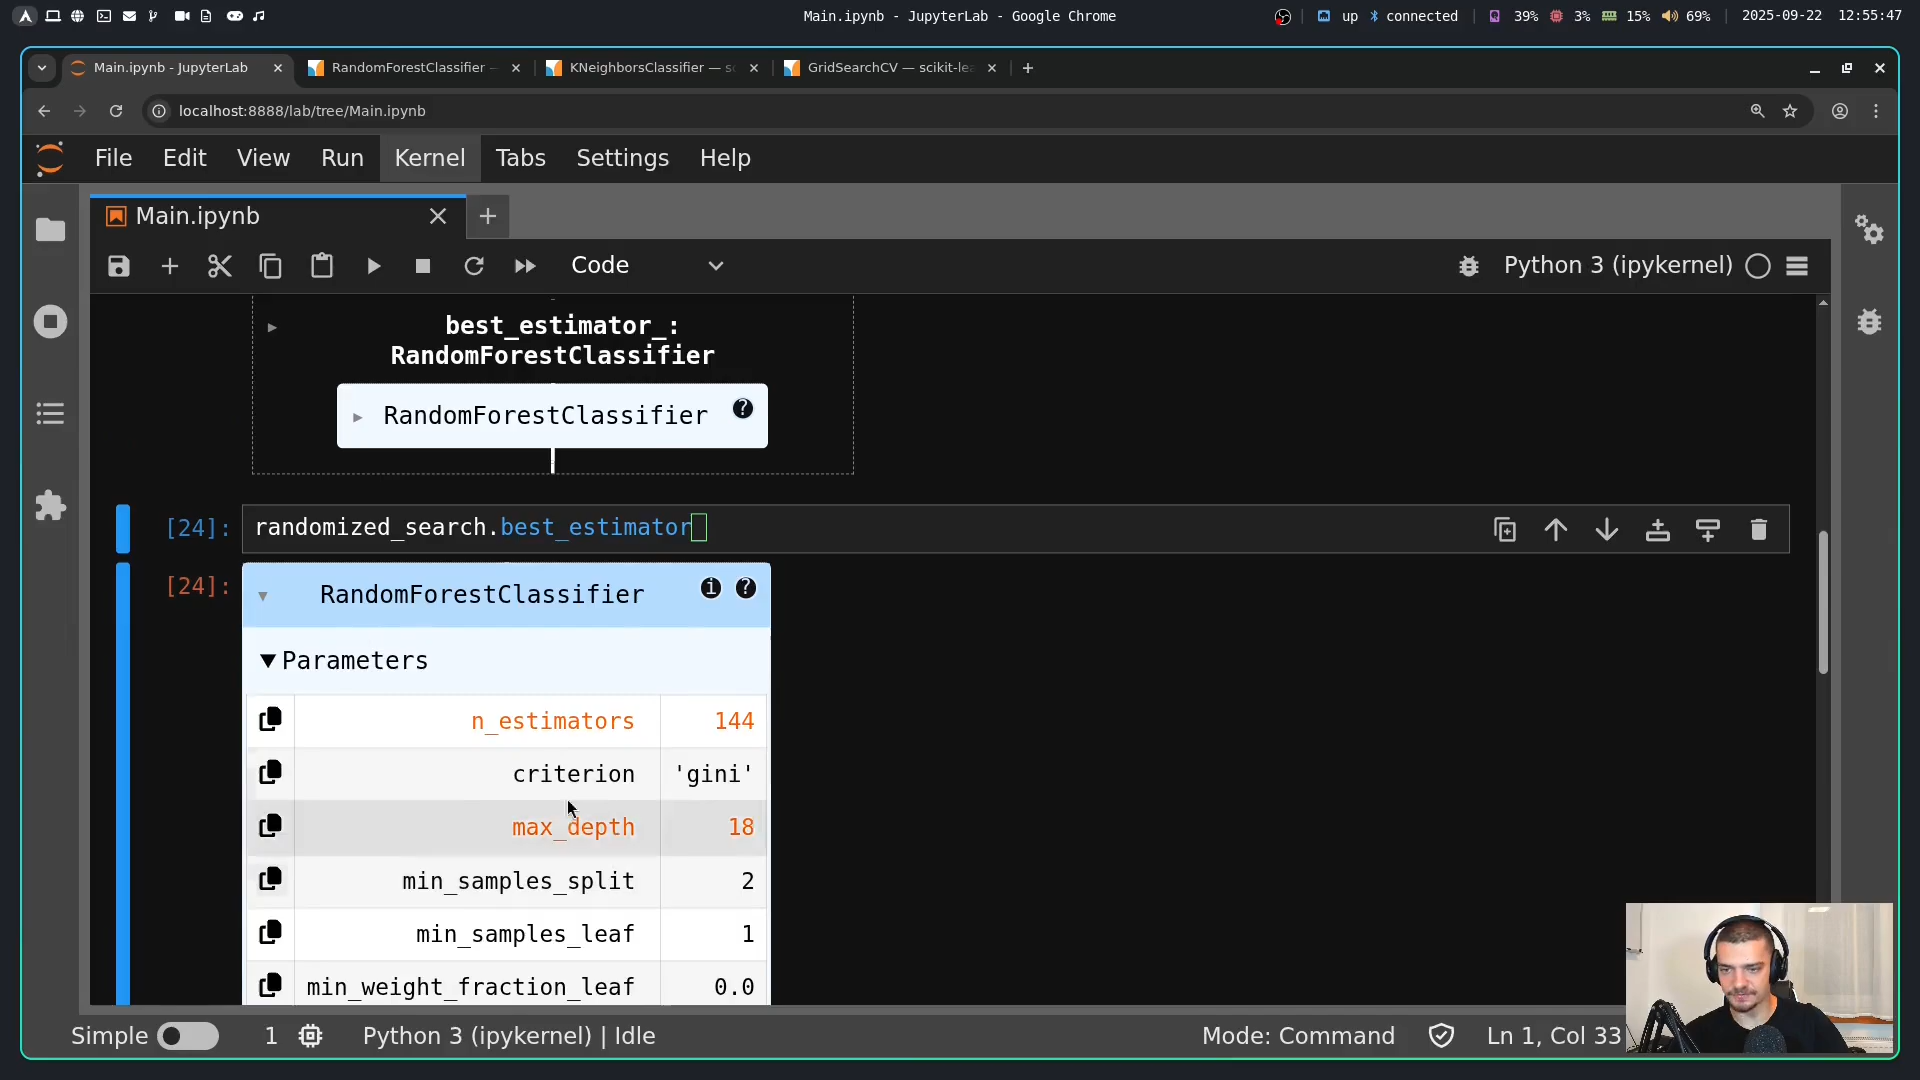 Main.ipynb - JupyterLab - Google Chrome
up connected 39% 3% 15% 69% 2025-09-22 12:55:47
Main.ipynb - JupyterLab
RandomForestClassifier
KNeighborsClassifier — sc
GridSearchCV — scikit-lea
localhost:8888/lab/tree/Main.ipynb
File Edit View Run Kernel Tabs Settings Help
Main.ipynb
Code
Python 3 (ipykernel)
best_estimator_:
RandomForestClassifier
RandomForestClassifier ?
[24]: randomized_search.best_estimator
[24]: RandomForestClassifier i ?
Parameters
n_estimators 144
criterion 'gini'
max_depth 18
min_samples_split 2
min_samples_leaf 1
min_weight_fraction_leaf 0.0
Simple 1 Python 3 (ipykernel) | Idle Mode: Command Ln 1, Col 33